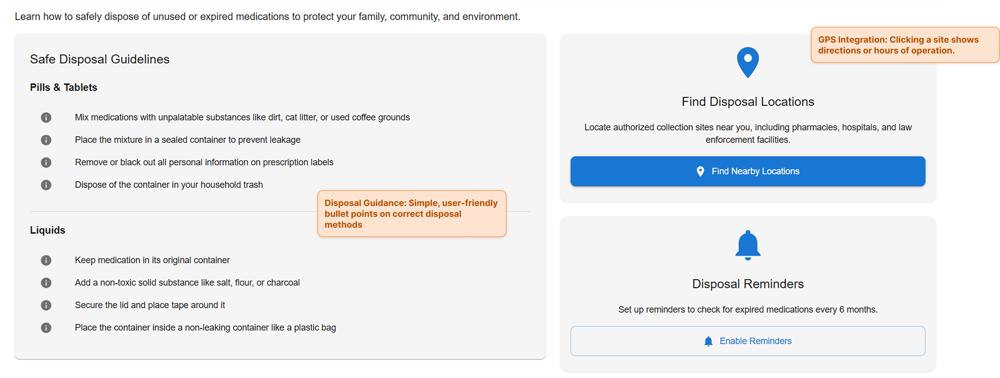 Learn how to safely dispose of unused or expired medications to protect your family, community, and environment.
Safe Disposal Guidelines
Pills & Tablets
Mix medications with unpalatable substances like dirt, cat litter, or used coffee grounds
Place the mixture in a sealed container to prevent leakage
Remove or black out all personal information on prescription labels
Dispose of the container in your household trash
Disposal Guidance: Simple, user-friendly
bullet points on correct disposal
methods
Liquids
Keep medication in its original container
Add a non-toxic solid substance like salt, flour, or charcoal
Secure the lid and place tape around it
Place the container inside a non-leaking container like a plastic bag
GPS Integration: Clicking a site shows
directions or hours of operation.
Find Disposal Locations
Locate authorized collection sites near you, including pharmacies, hospitals, and law
enforcement facilities.
Find Nearby Locations
Disposal Reminders
Set up reminders to check for expired medications every 6 months.
Enable Reminders